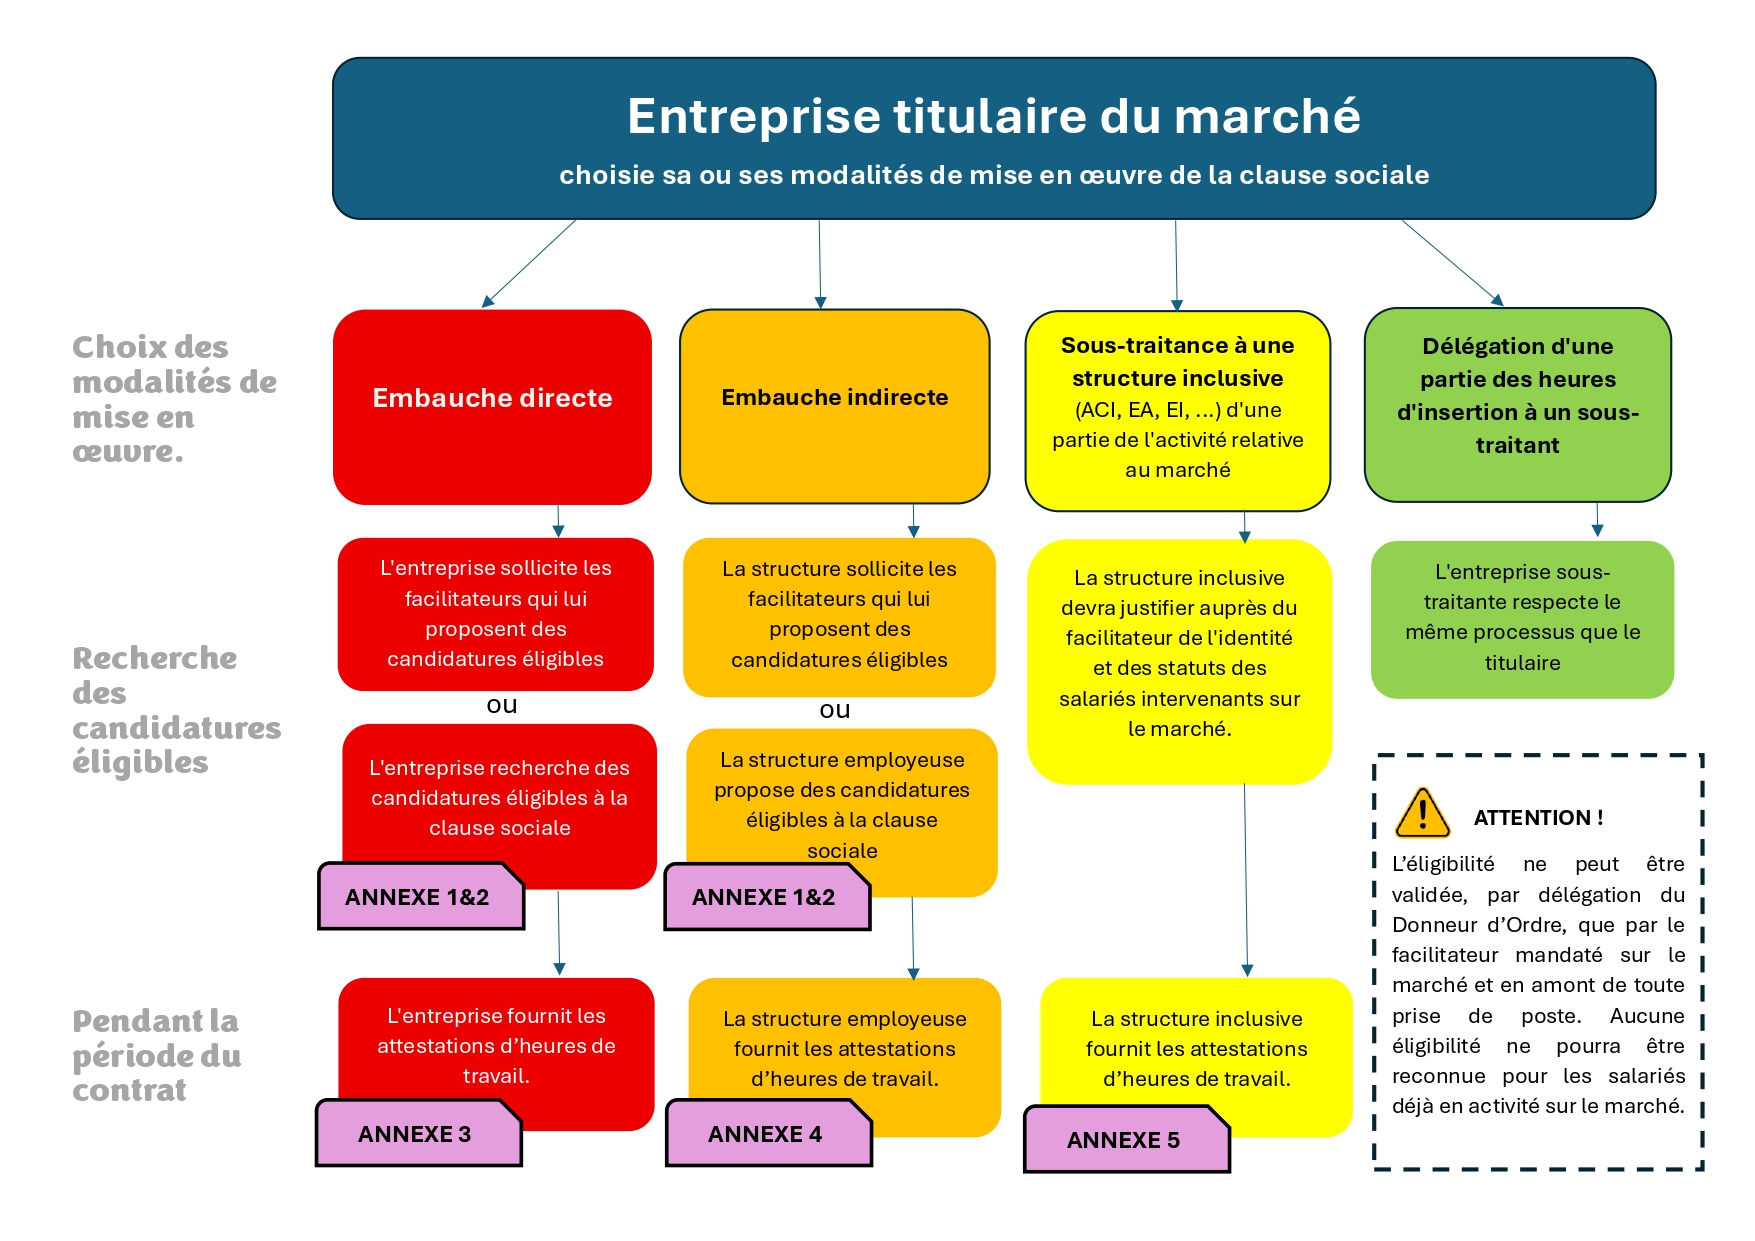 Entreprise titulaire du marché
choisie sa ou ses modalités de mise en œuvre de la clause sociale
Choix des
modalités de
mise en
œuvre.
Embauche directe
Embauche indirecte
Sous-traitance à une
structure inclusive
(ACI, EA, EI, ...) d'une
partie de l'activité relative
au marché
Délégation d'une
partie des heures
d'insertion à un sous-
traitant
Recherche
des
candidatures
éligibles
L'entreprise sollicite les
facilitateurs qui lui
proposent des
candidatures éligibles
ou
L'entreprise recherche des
candidatures éligibles à la
clause sociale
ANNEXE 1&2
La structure sollicite les
facilitateurs qui lui
proposent des
candidatures éligibles
ou
La structure employeuse
propose des candidatures
éligibles à la clause
sociale
ANNEXE 1&2
La structure inclusive
devra justifier auprès du
facilitateur de l'identité
et des statuts des
salariés intervenants sur
le marché.
L'entreprise sous-
traitante respecte le
même processus que le
titulaire
Pendant la
période du
contrat
L'entreprise fournit les
attestations d’heures de
travail.
ANNEXE 3
La structure employeuse
fournit les attestations
d’heures de travail.
ANNEXE 4
La structure inclusive
fournit les attestations
d’heures de travail.
ANNEXE 5
ATTENTION !
L’éligibilité ne peut être
validée, par délégation du
Donneur d’Ordre, que par le
facilitateur mandaté sur le
marché et en amont de toute
prise de poste. Aucune
éligibilité ne pourra être
reconnue pour les salariés
déjà en activité sur le marché.